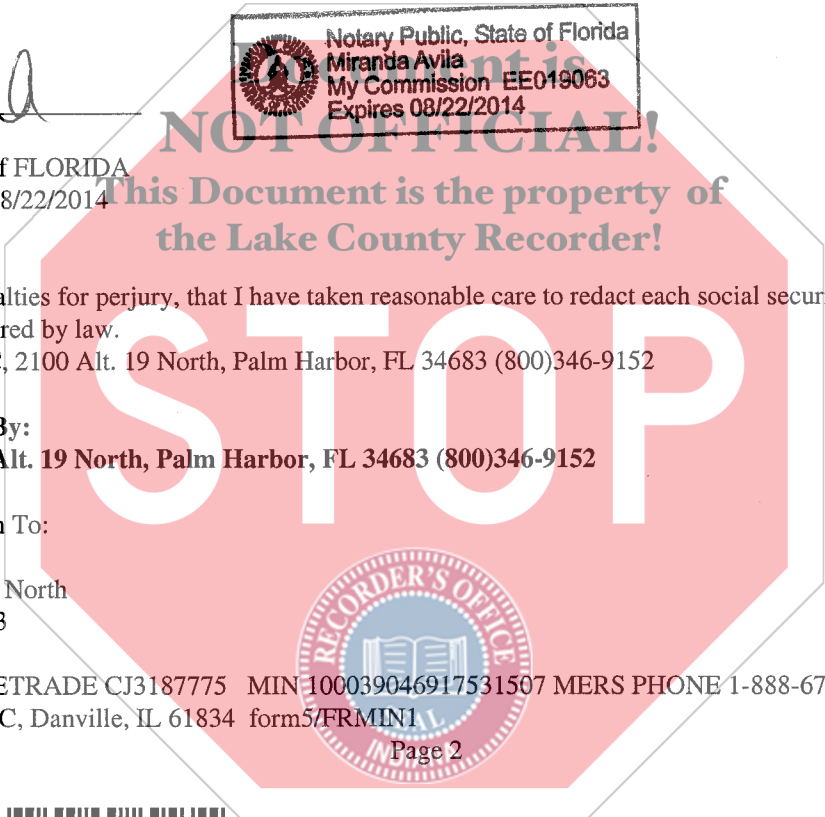 Notary Public, State of Florida
Miranda Avila
My Commission EE019063
Expires 08/22/2014
Document is
NOT OFFICIAL!
This Document is the property of
the Lake County Recorder!
f FLORIDA
8/22/2014
alties for perjury, that I have taken reasonable care to redact each social securi
red by law.
, 2100 Alt. 19 North, Palm Harbor, FL 34683 (800)346-9152
By:
Alt. 19 North, Palm Harbor, FL 34683 (800)346-9152
STOP
n To:
North
3
RECORDER'S OFFICE
ETRADE CJ3187775 MIN 100039046917531507 MERS PHONE 1-888-67
C, Danville, IL 61834 form5/FRMIN1
Page 2